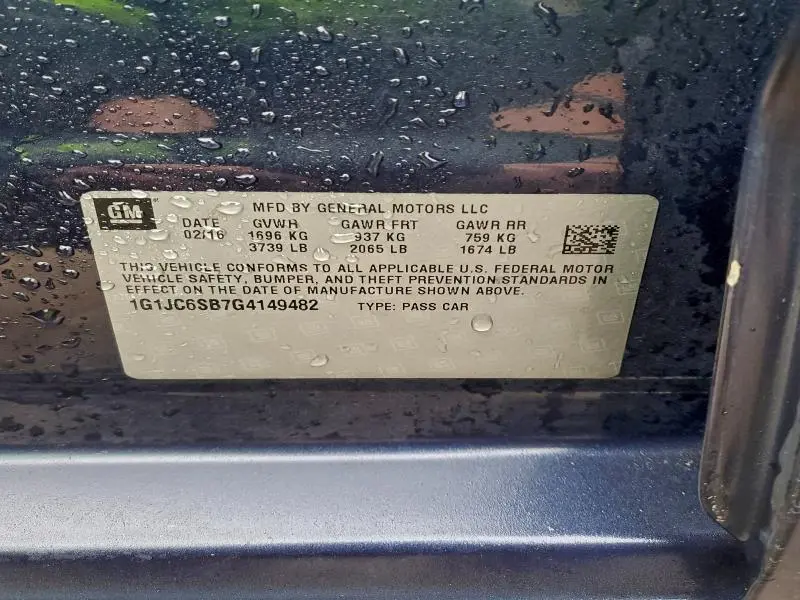 GM MFD BY GENERAL MOTORS LLC
DATE GVWR GAWR FRT GAWR RR
02/16 1696 KG 937 KG 759 KG
3739 LB 2065 LB 1674 LB
THIS VEHICLE CONFORMS TO ALL APPLICABLE U.S. FEDERAL MOTOR
VEHICLE SAFETY, BUMPER, AND THEFT PREVENTION STANDARDS IN
EFFECT ON THE DATE OF MANUFACTURE SHOWN ABOVE.
1G1JC6SB7G4149482 TYPE: PASS CAR